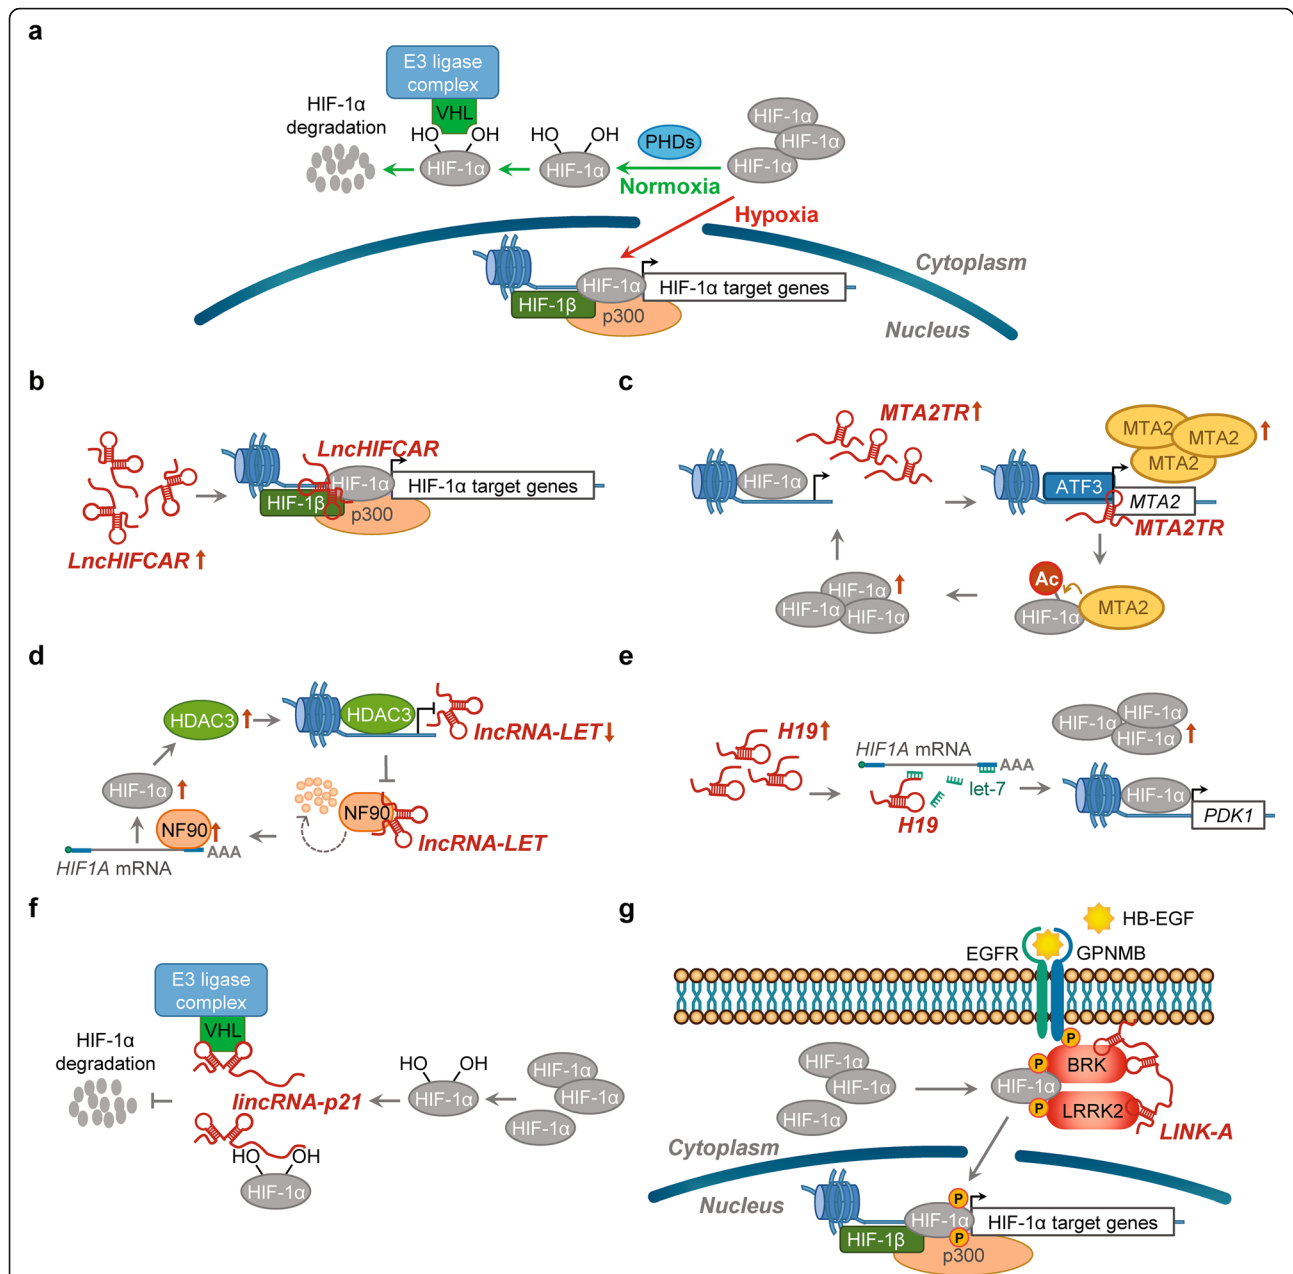 a
E3 ligase
complex
VHL
HIF-1α
degradation
HO
OH
HIF-1α
HO
OH
HIF-1α
PHDs
Normoxia
HIF-1α
HIF-1α
HIF-1α
Hypoxia
Cytoplasm
Nucleus
HIF-1α
HIF-1β
p300
HIF-1α target genes
b
LncHIFCAR
LncHIFCAR
HIF-1α
HIF-1β
p300
HIF-1α target genes
c
MTA2TR
HIF-1α
MTA2
MTA2
MTA2
ATF3
MTA2
MTA2TR
Ac
HIF-1α
MTA2
HIF-1α
HIF-1α
HIF-1α
d
HDAC3
HDAC3
lncRNA-LET
HIF-1α
NF90
NF90
AAA
HIF1A mRNA
lncRNA-LET
e
H19
HIF1A mRNA
AAA
let-7
H19
HIF-1α
HIF-1α
HIF-1α
HIF-1α
PDK1
f
E3 ligase
complex
VHL
HIF-1α
degradation
lincRNA-p21
HO
OH
HIF-1α
HO
OH
HIF-1α
HIF-1α
HIF-1α
HIF-1α
g
HB-EGF
EGFR
GPNMB
P
P
BRK
HIF-1α
P
LRRK2
LINK-A
HIF-1α
HIF-1α
HIF-1α
Cytoplasm
Nucleus
P
HIF-1α
P
HIF-1β
p300
HIF-1α target genes